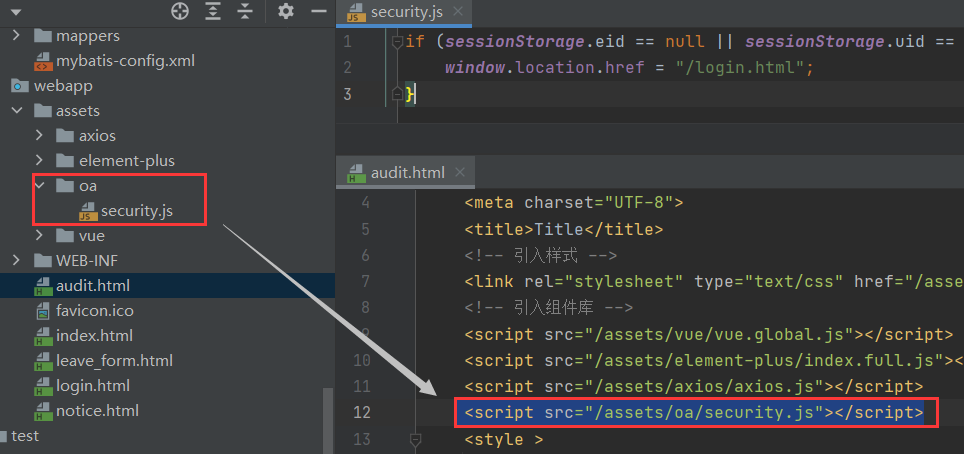 mappers
mybatis-config.xml
webapp
assets
axios
element-plus
oa
security.js
vue
WEB-INF
audit.html
favicon.ico
index.html
leave_form.html
login.html
notice.html
test
security.js
1 if (sessionStorage.eid == null || sessionStorage.uid ==
2 window.location.href = "/login.html";
3 }
audit.html
4 <meta charset="UTF-8">
5 <title>Title</title>
6 <!-- 引入样式 -->
7 <link rel="stylesheet" type="text/css" href="/asse
8 <!-- 引入组件库 -->
9 <script src="/assets/vue/vue.global.js"></script>
10 <script src="/assets/element-plus/index.full.js"><
11 <script src="/assets/axios/axios.js"></script>
12 <script src="/assets/oa/security.js"></script>
13 <style >